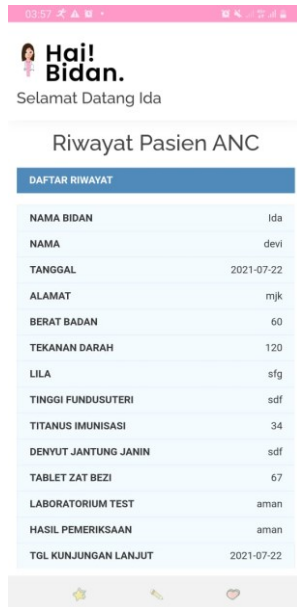 03:57
Hai!
Bidan.
Selamat Datang Ida
Riwayat Pasien ANC
DAFTAR RIWAYAT
NAMA BIDAN Ida
NAMA devi
TANGGAL 2021-07-22
ALAMAT mjk
BERAT BADAN 60
TEKANAN DARAH 120
LILA sfg
TINGGI FUNDUSUTERI sdf
TITANUS IMUNISASI 34
DENYUT JANTUNG JANIN sdf
TABLET ZAT BEZI 67
LABORATORIUM TEST aman
HASIL PEMERIKSAAN aman
TGL KUNJUNGAN LANJUT 2021-07-22